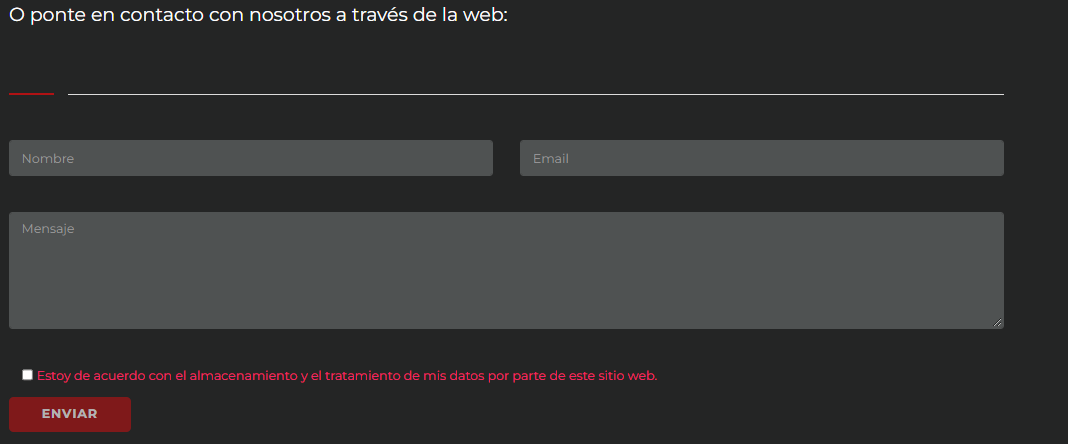 O ponte en contacto con nosotros a través de la web:
Nombre
Email
Mensaje
Estoy de acuerdo con el almacenamiento y el tratamiento de mis datos por parte de este sitio web.
ENVIAR